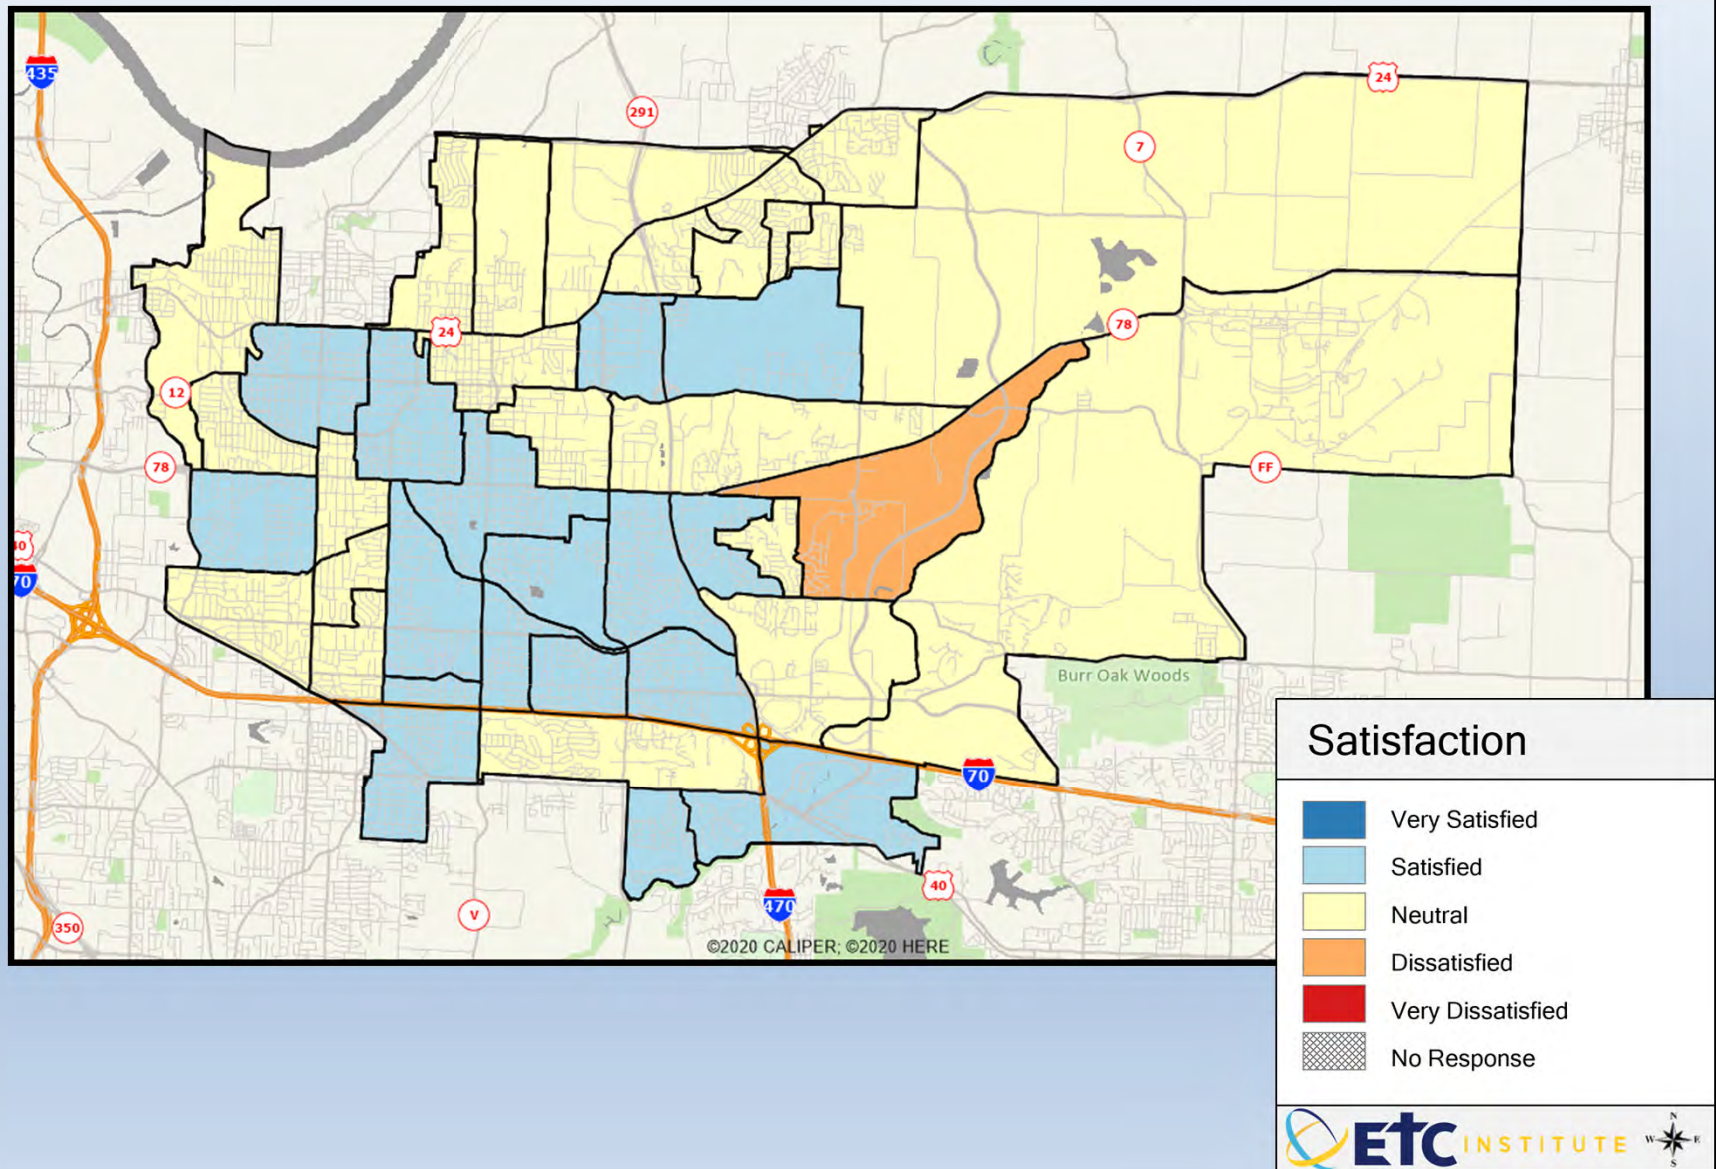 24
435
291
7
24
78
12
78
FF
40
70
Burr Oak Woods
70
40
V
470
350
©2020 CALIPER; ©2020 HERE
Satisfaction
Very Satisfied
Satisfied
Neutral
Dissatisfied
Very Dissatisfied
No Response
ETC INSTITUTE
N
W E
S